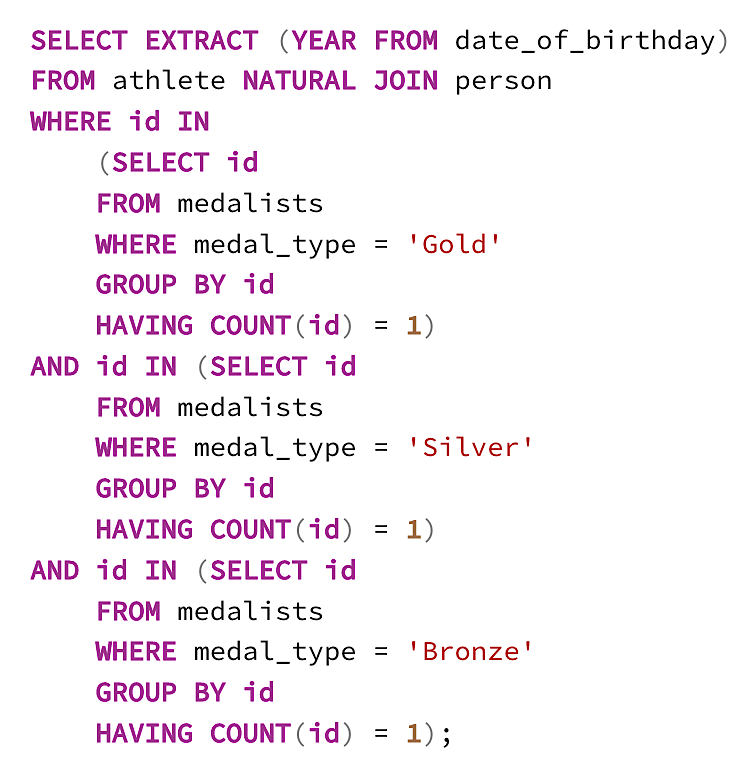 SELECT EXTRACT (YEAR FROM date_of_birthday)
FROM athlete NATURAL JOIN person
WHERE id IN
(SELECT id
FROM medalists
WHERE medal_type = 'Gold'
GROUP BY id
HAVING COUNT(id) = 1)
AND id IN (SELECT id
FROM medalists
WHERE medal_type = 'Silver'
GROUP BY id
HAVING COUNT(id) = 1)
AND id IN (SELECT id
FROM medalists
WHERE medal_type = 'Bronze'
GROUP BY id
HAVING COUNT(id) = 1);